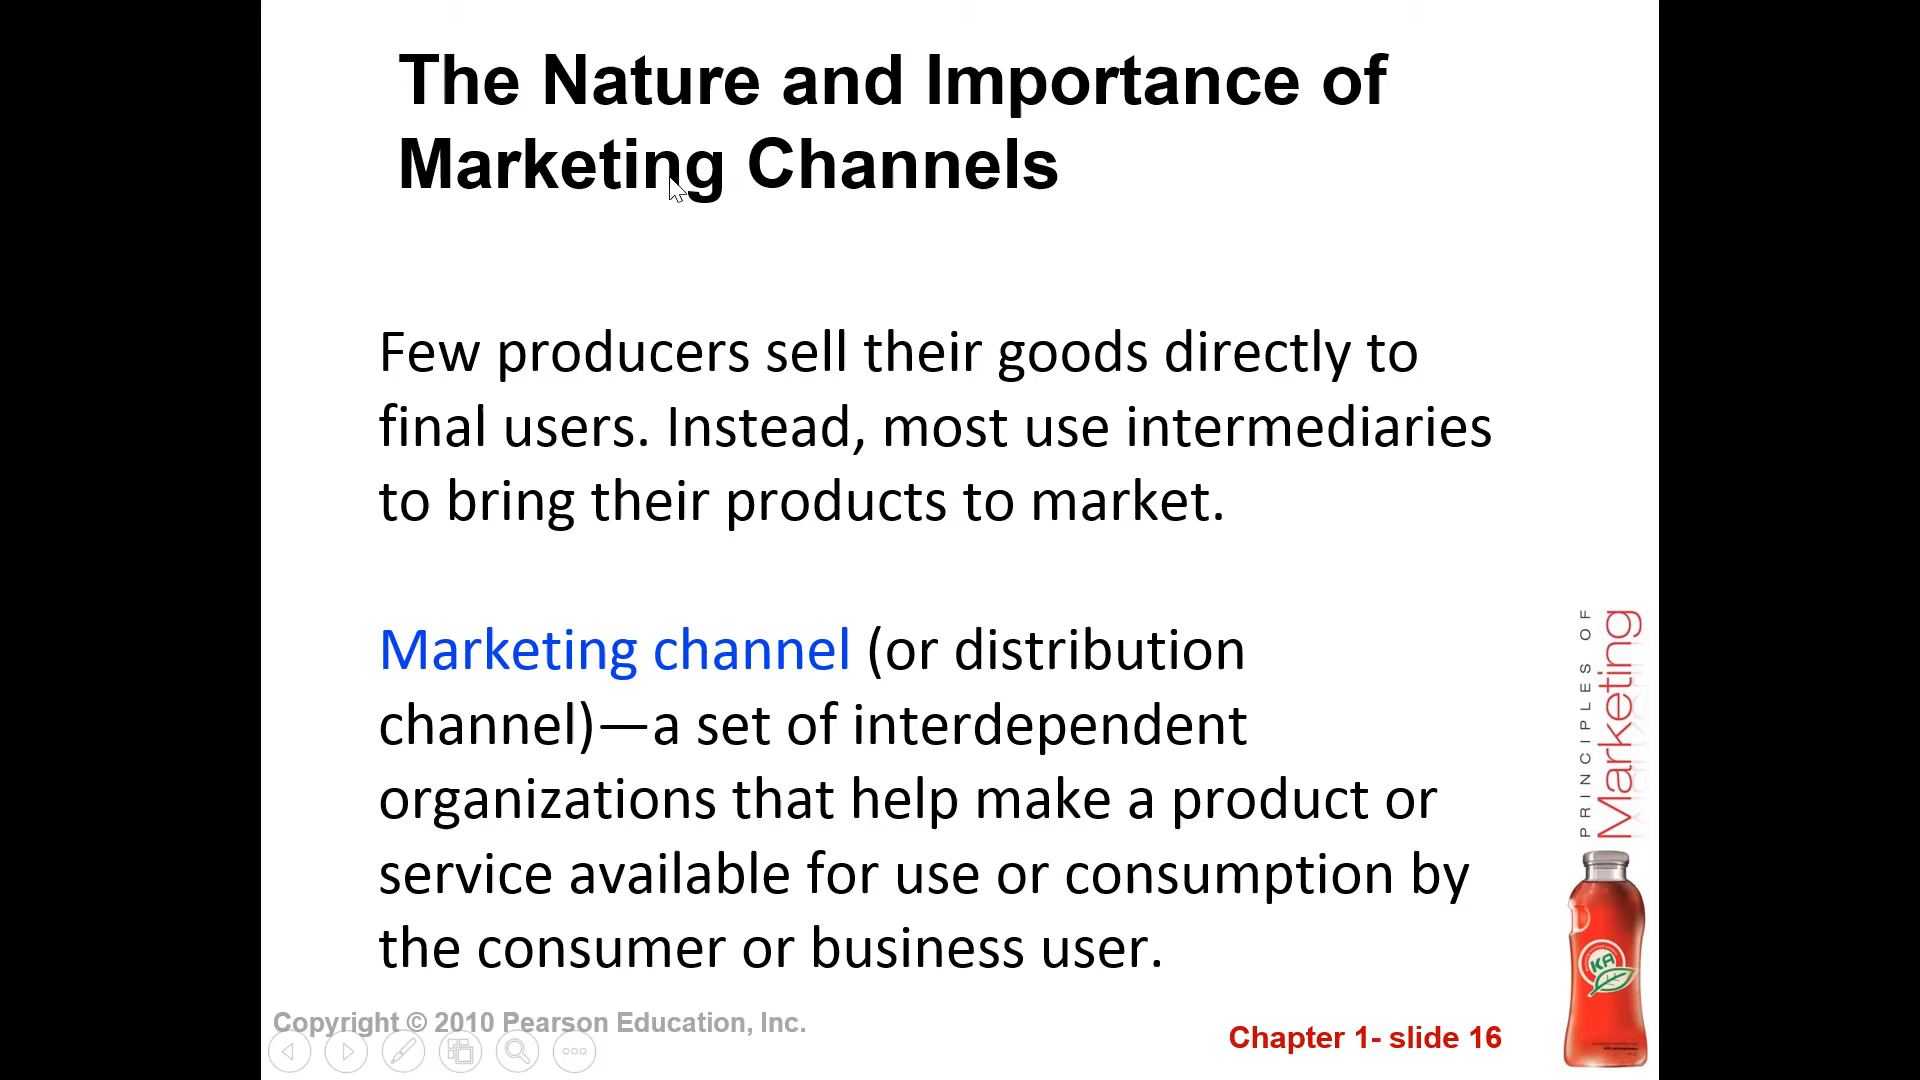 The Nature and Importance of
Marketing Channels
Few producers sell their goods directly to
final users. Instead, most use intermediaries
to bring their products to market.
Marketing channel (or distribution
channel)—a set of interdependent
organizations that help make a product or
service available for use or consumption by
the consumer or business user.
PRINCIPLES OF
Marketing
KA
Copyright © 2010 Pearson Education, Inc.
Chapter 1- slide 16